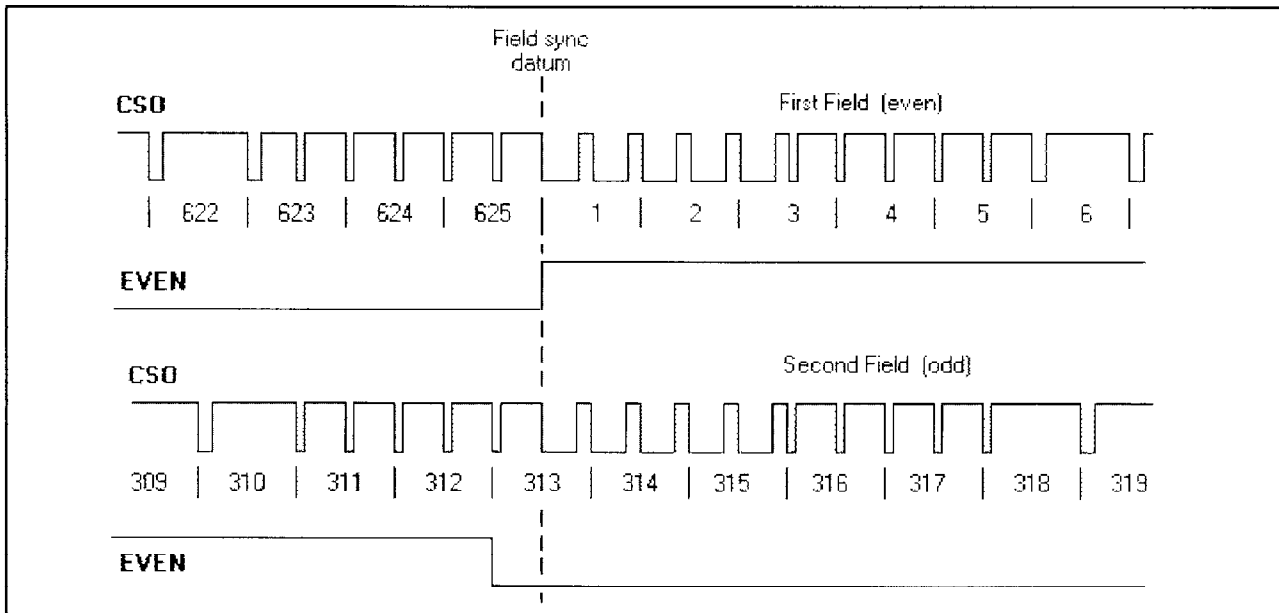 Field sync
datum
CSO
First Field (even)
622 623 624 625 1 2 3 4 5 6
EVEN
CSO
Second Field (odd)
309 310 311 312 313 314 315 316 317 318 319
EVEN